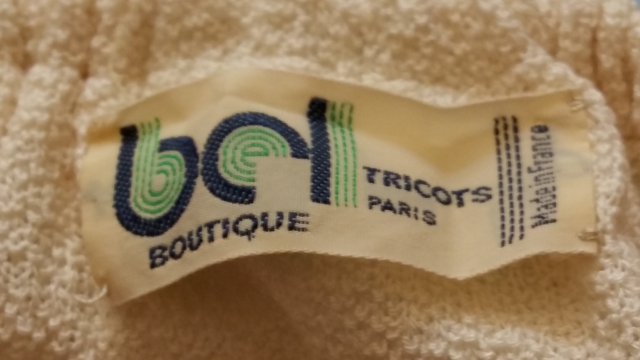 bel
BOUTIQUE
TRICOTS
PARIS
Made in France